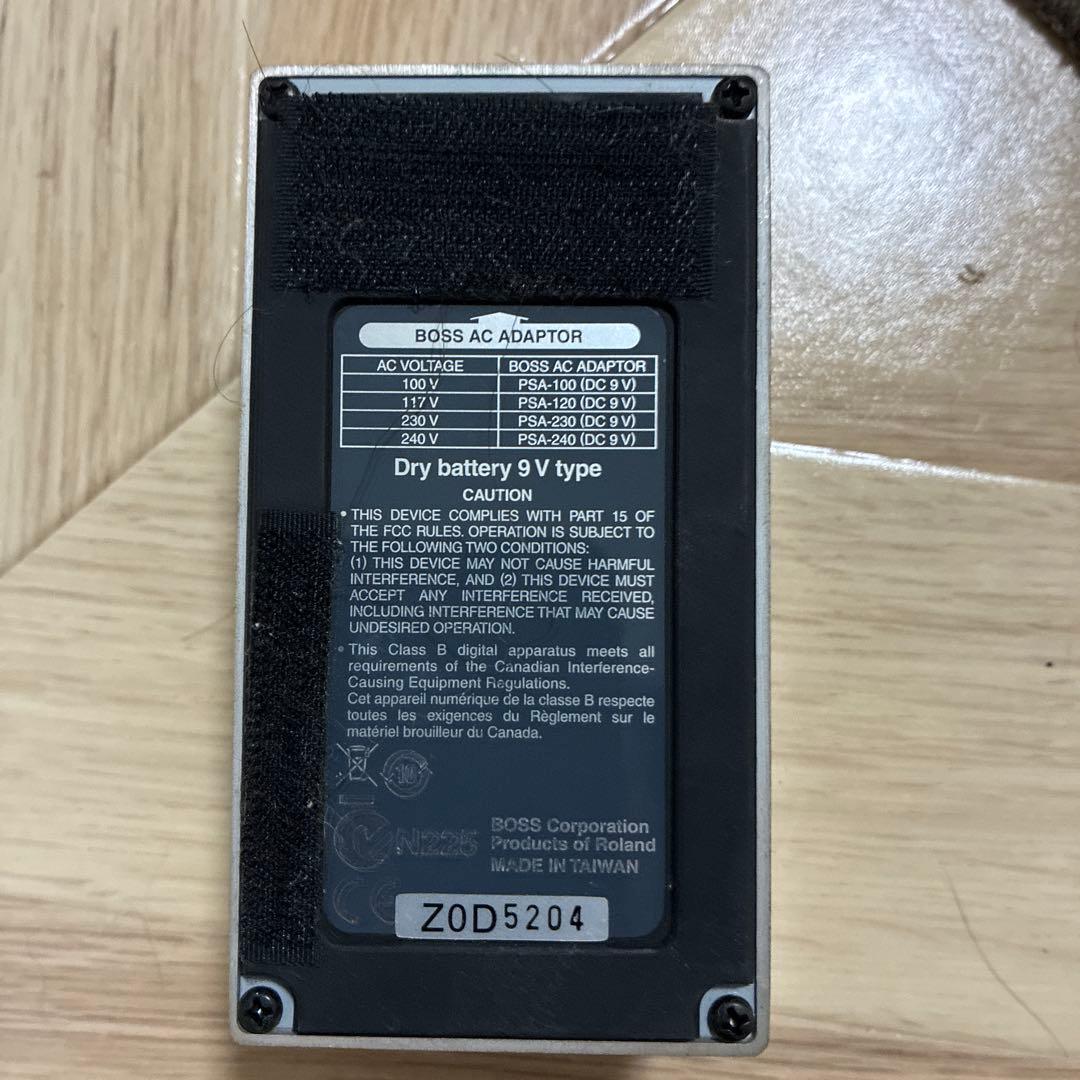 BOSS AC ADAPTOR
AC VOLTAGE BOSS AC ADAPTOR
100 V PSA-100 (DC 9 V)
117 V PSA-120 (DC 9 V)
230 V PSA-230 (DC 9 V)
240 V PSA-240 (DC 9 V)
Dry battery 9 V type
CAUTION
• THIS DEVICE COMPLIES WITH PART 15 OF
THE FCC RULES. OPERATION IS SUBJECT TO
THE FOLLOWING TWO CONDITIONS:
(1) THIS DEVICE MAY NOT CAUSE HARMFUL
INTERFERENCE, AND (2) THIS DEVICE MUST
ACCEPT ANY INTERFERENCE RECEIVED,
INCLUDING INTERFERENCE THAT MAY CAUSE
UNDESIRED OPERATION.
• This Class B digital apparatus meets all
requirements of the Canadian Interference-
Causing Equipment Regulations.
Cet appareil numérique de la classe B respecte
toutes les exigences du Règlement sur le
matériel brouilleur du Canada.
10
N225
BOSS Corporation
Products of Roland
MADE IN TAIWAN
CE
Z0D5204